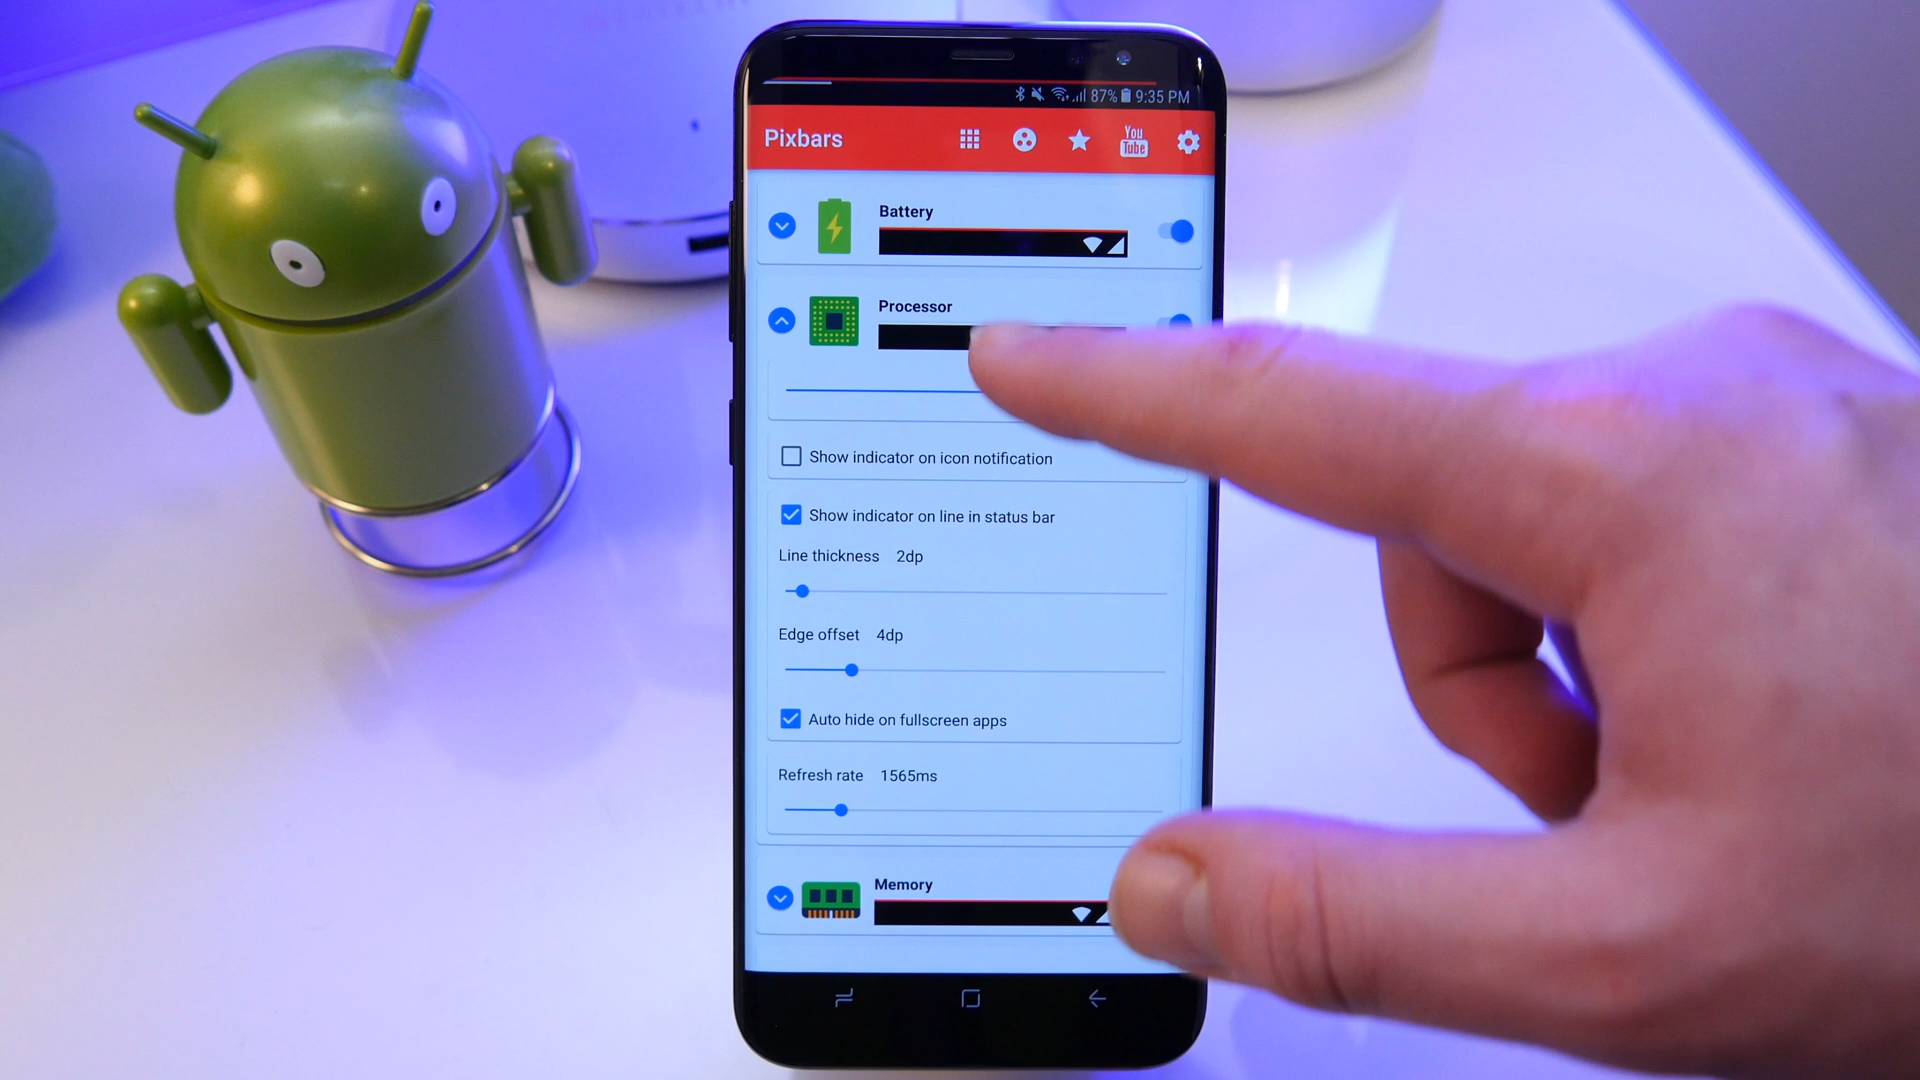 87% 9:35 PM
Pixbars
You
Tube
Battery
Processor
Show indicator on icon notification
Show indicator on line in status bar
Line thickness 2dp
Edge offset 4dp
Auto hide on fullscreen apps
Refresh rate 1565ms
Memory